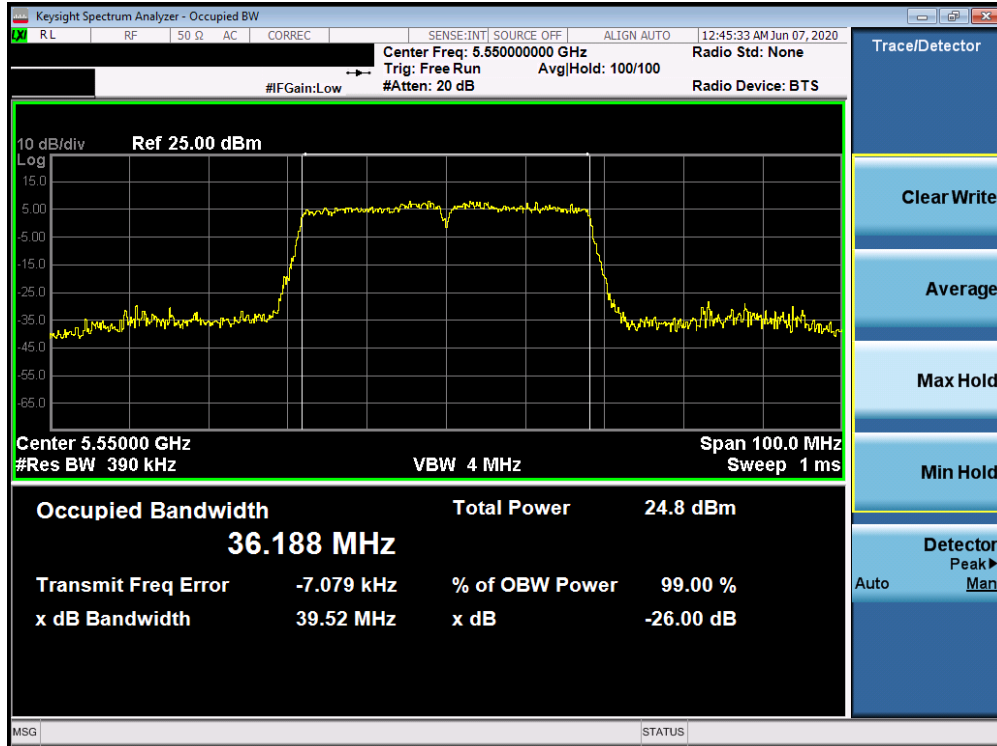 Keysight Spectrum Analyzer - Occupied BW
LXI RL RF 50 Ω AC CORREC SENSE:INT SOURCE OFF ALIGN AUTO 12:45:33 AM Jun 07, 2020
Center Freq: 5.550000000 GHz Radio Std: None
Trig: Free Run Avg|Hold: 100/100
#IFGain:Low #Atten: 20 dB Radio Device: BTS
Trace/Detector
10 dB/div Ref 25.00 dBm
Log
15.0
5.00
-5.00
-15.0
-25.0
-35.0
-45.0
-55.0
-65.0
Center 5.55000 GHz Span 100.0 MHz
#Res BW 390 kHz VBW 4 MHz Sweep 1 ms
Occupied Bandwidth Total Power 24.8 dBm
36.188 MHz
Transmit Freq Error -7.079 kHz % of OBW Power 99.00 %
x dB Bandwidth 39.52 MHz x dB -26.00 dB
Clear Write
Average
Max Hold
Min Hold
Detector
Peak▶
Auto Man
MSG STATUS